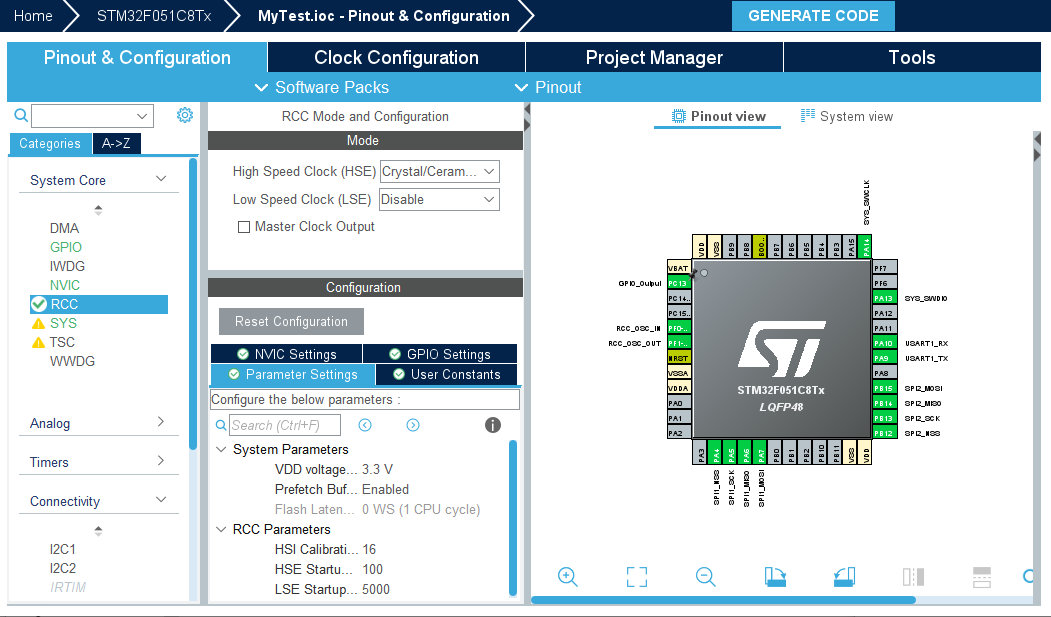 Home STM32F051C8Tx MyTest.ioc - Pinout & Configuration GENERATE CODE
Pinout & Configuration Clock Configuration Project Manager Tools
Software Packs Pinout
RCC Mode and Configuration
Pinout view System view
Categories A->Z
Mode
System Core
DMA
GPIO
IWDG
NVIC
RCC
SYS
TSC
WWDG
Analog
Timers
Connectivity
I2C1
I2C2
IRTIM
High Speed Clock (HSE) Crystal/Ceram...
Low Speed Clock (LSE) Disable
Master Clock Output
Configuration
Reset Configuration
NVIC Settings GPIO Settings
Parameter Settings User Constants
Configure the below parameters :
Search (Ctrl+F)
System Parameters
VDD voltage... 3.3 V
Prefetch Buf... Enabled
Flash Laten... 0 WS (1 CPU cycle)
RCC Parameters
HSI Calibrati... 16
HSE Startu... 100
LSE Startup... 5000
SYS_SWCLK
VDD VSS PB9 PB8 BOO.. PB7 PB6 PB5 PB4 PB3 PA15 PA14
VBAT
GPIO_Output PC13
PC14..
PC15..
RCC_OSC_IN PF0-..
RCC_OSC_OUT PF1-..
NRST
VSSA
VDDA
PA0
PA1
PA2
STM32F051C8Tx
LQFP48
PF7
PF6
PA13 SYS_SWDIO
PA12
PA11
PA10 USART1_RX
PA9 USART1_TX
PA8
PB15 SPI2_MOSI
PB14 SPI2_MISO
PB13 SPI2_SCK
PB12 SPI2_NSS
PA3 PA4 PA5 PA6 PA7 PB0 PB1 PB2 PB10 PB11 VSS VDD
SPI1_NSS SPI1_SCK SPI1_MISO SPI1_MOSI